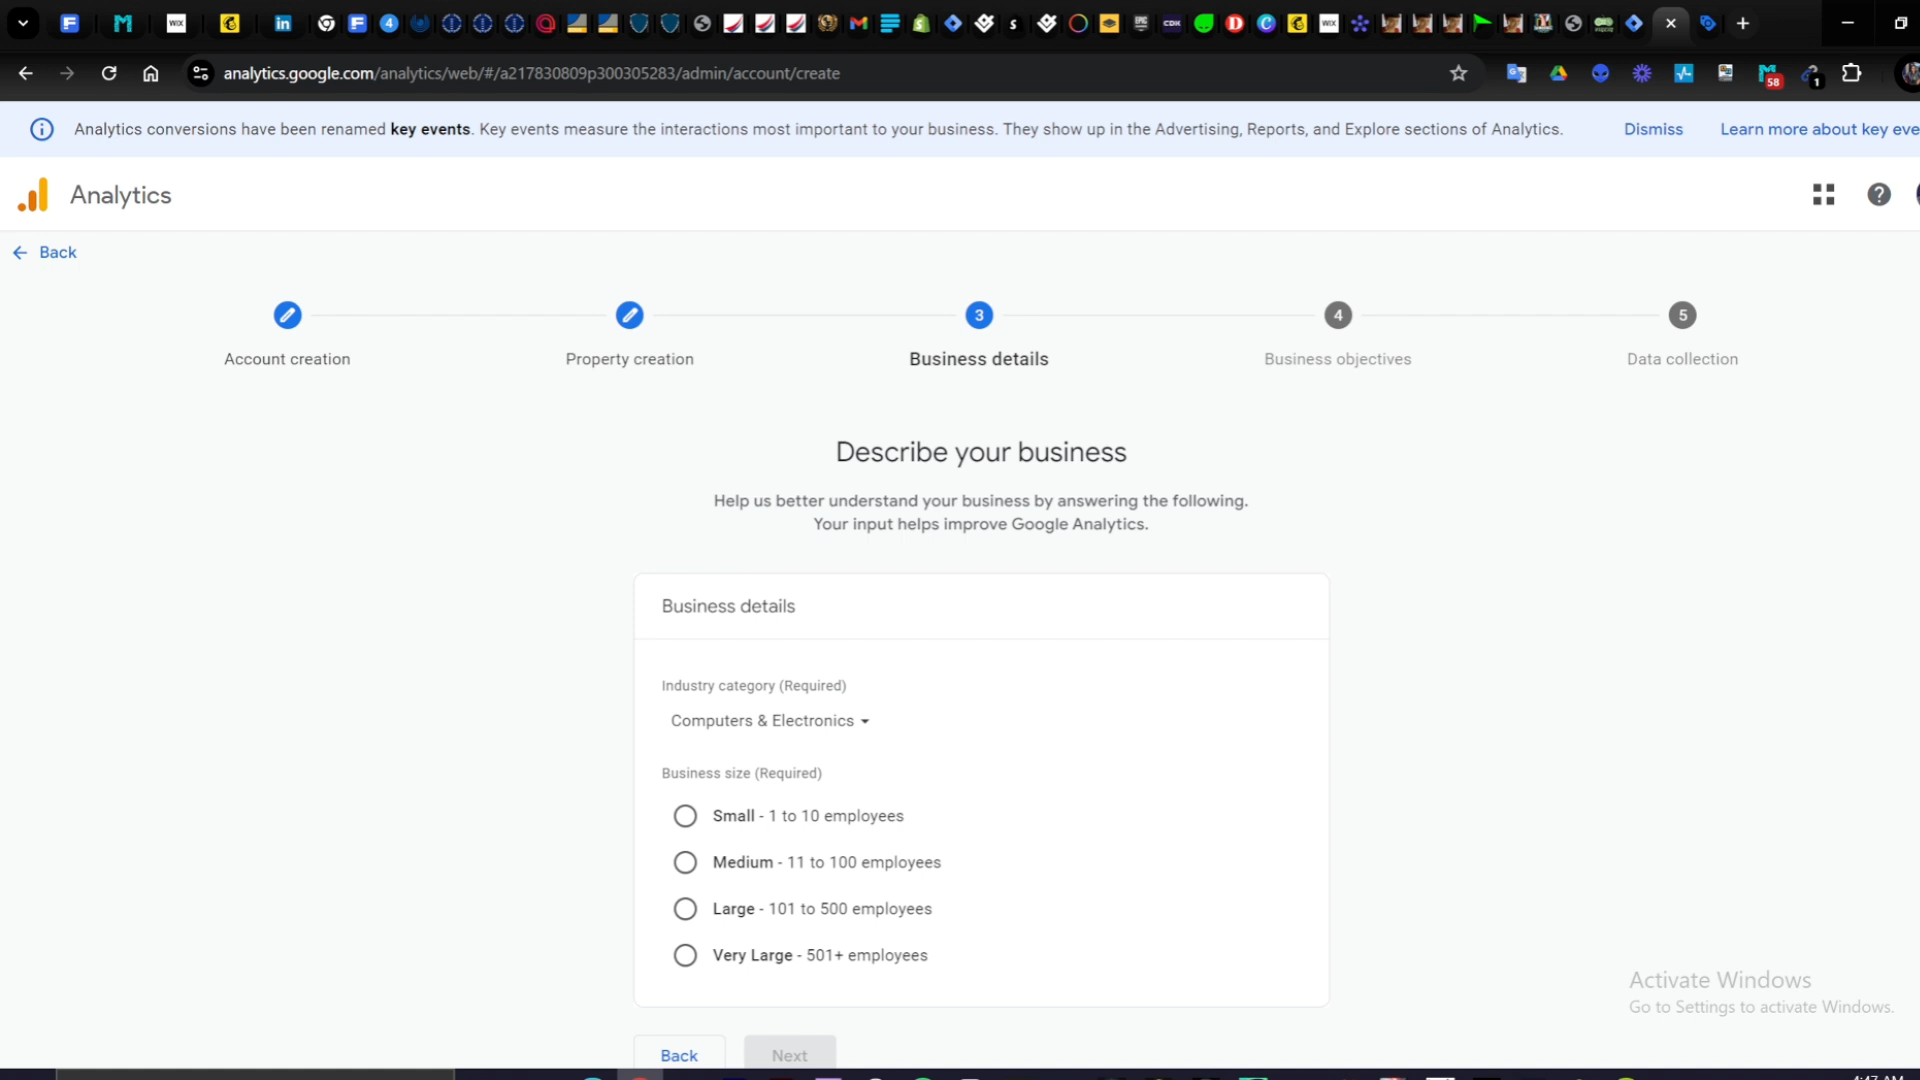 analytics.google.com/analytics/web/#/a217830809p300305283/admin/account/create
58
1
Analytics conversions have been renamed key events. Key events measure the interactions most important to your business. They show up in the Advertising, Reports, and Explore sections of Analytics.
Dismiss
Learn more about key eve
Analytics
Back
3
4
5
Account creation
Property creation
Business details
Business objectives
Data collection
Describe your business
Help us better understand your business by answering the following.
Your input helps improve Google Analytics.
Business details
Industry category (Required)
Computers & Electronics
Business size (Required)
Small - 1 to 10 employees
Medium - 11 to 100 employees
Large - 101 to 500 employees
Very Large - 501+ employees
Activate Windows
Go to Settings to activate Windows.
Back
Next